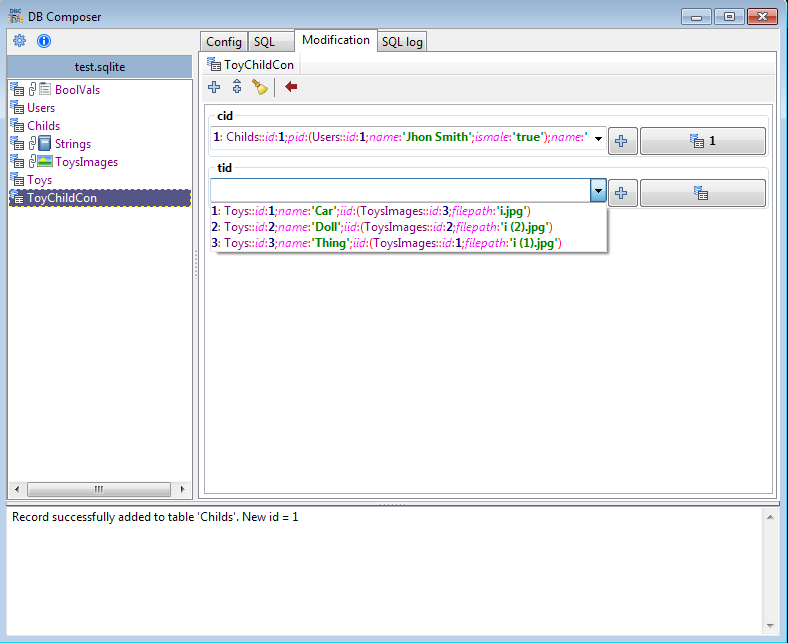 DB Composer
test.sqlite
BoolVals
Users
Childs
Strings
ToysImages
Toys
ToyChildCon
Config
SQL
Modification
SQL log
ToyChildCon
cid
1: Childs::id:1;pid:(Users::id:1;name:'Jhon Smith';ismale:'true');name:'
1
tid
1: Toys::id:1;name:'Car';iid:(ToysImages::id:3;filepath:'i.jpg')
2: Toys::id:2;name:'Doll';iid:(ToysImages::id:2;filepath:'i (2).jpg')
3: Toys::id:3;name:'Thing';iid:(ToysImages::id:1;filepath:'i (1).jpg')
Record successfully added to table 'Childs'. New id = 1